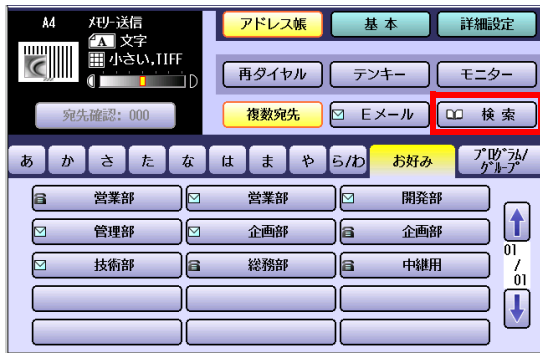 A4 ﾒﾓﾘｰ送信
A 文字
小さい,TIFF
D
宛先確認: 000
アドレス帳 基本 詳細設定
再ダイヤル テンキー モニター
複数宛先 Eメール 検索
あ か さ た な は ま や ら/わ お好み ﾌﾟﾛｸﾞﾗﾑ/ｸﾞﾙｰﾌﾟ
営業部 営業部 開発部
管理部 企画部 企画部
技術部 総務部 中継用
01
/
01